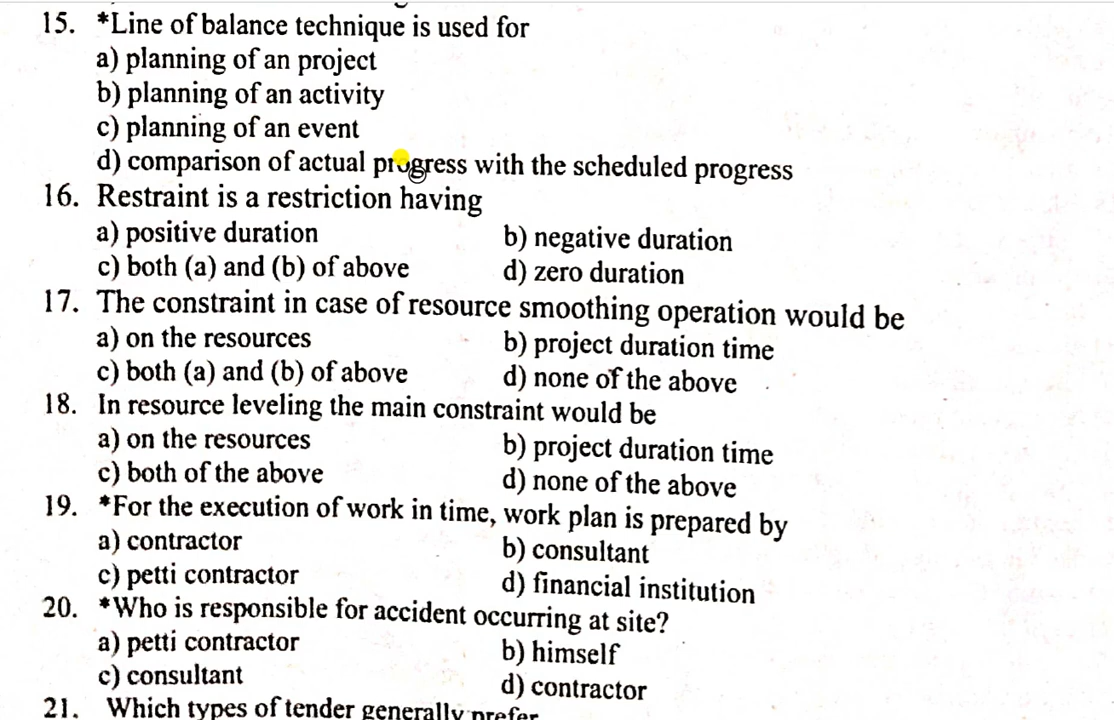 15. *Line of balance technique is used for
a) planning of an project
b) planning of an activity
c) planning of an event
d) comparison of actual progress with the scheduled progress
16. Restraint is a restriction having
a) positive duration b) negative duration
c) both (a) and (b) of above d) zero duration
17. The constraint in case of resource smoothing operation would be
a) on the resources b) project duration time
c) both (a) and (b) of above d) none of the above
18. In resource leveling the main constraint would be
a) on the resources b) project duration time
c) both of the above d) none of the above
19. *For the execution of work in time, work plan is prepared by
a) contractor b) consultant
c) petti contractor d) financial institution
20. *Who is responsible for accident occurring at site?
a) petti contractor b) himself
c) consultant d) contractor
21. Which types of tender generally prefer